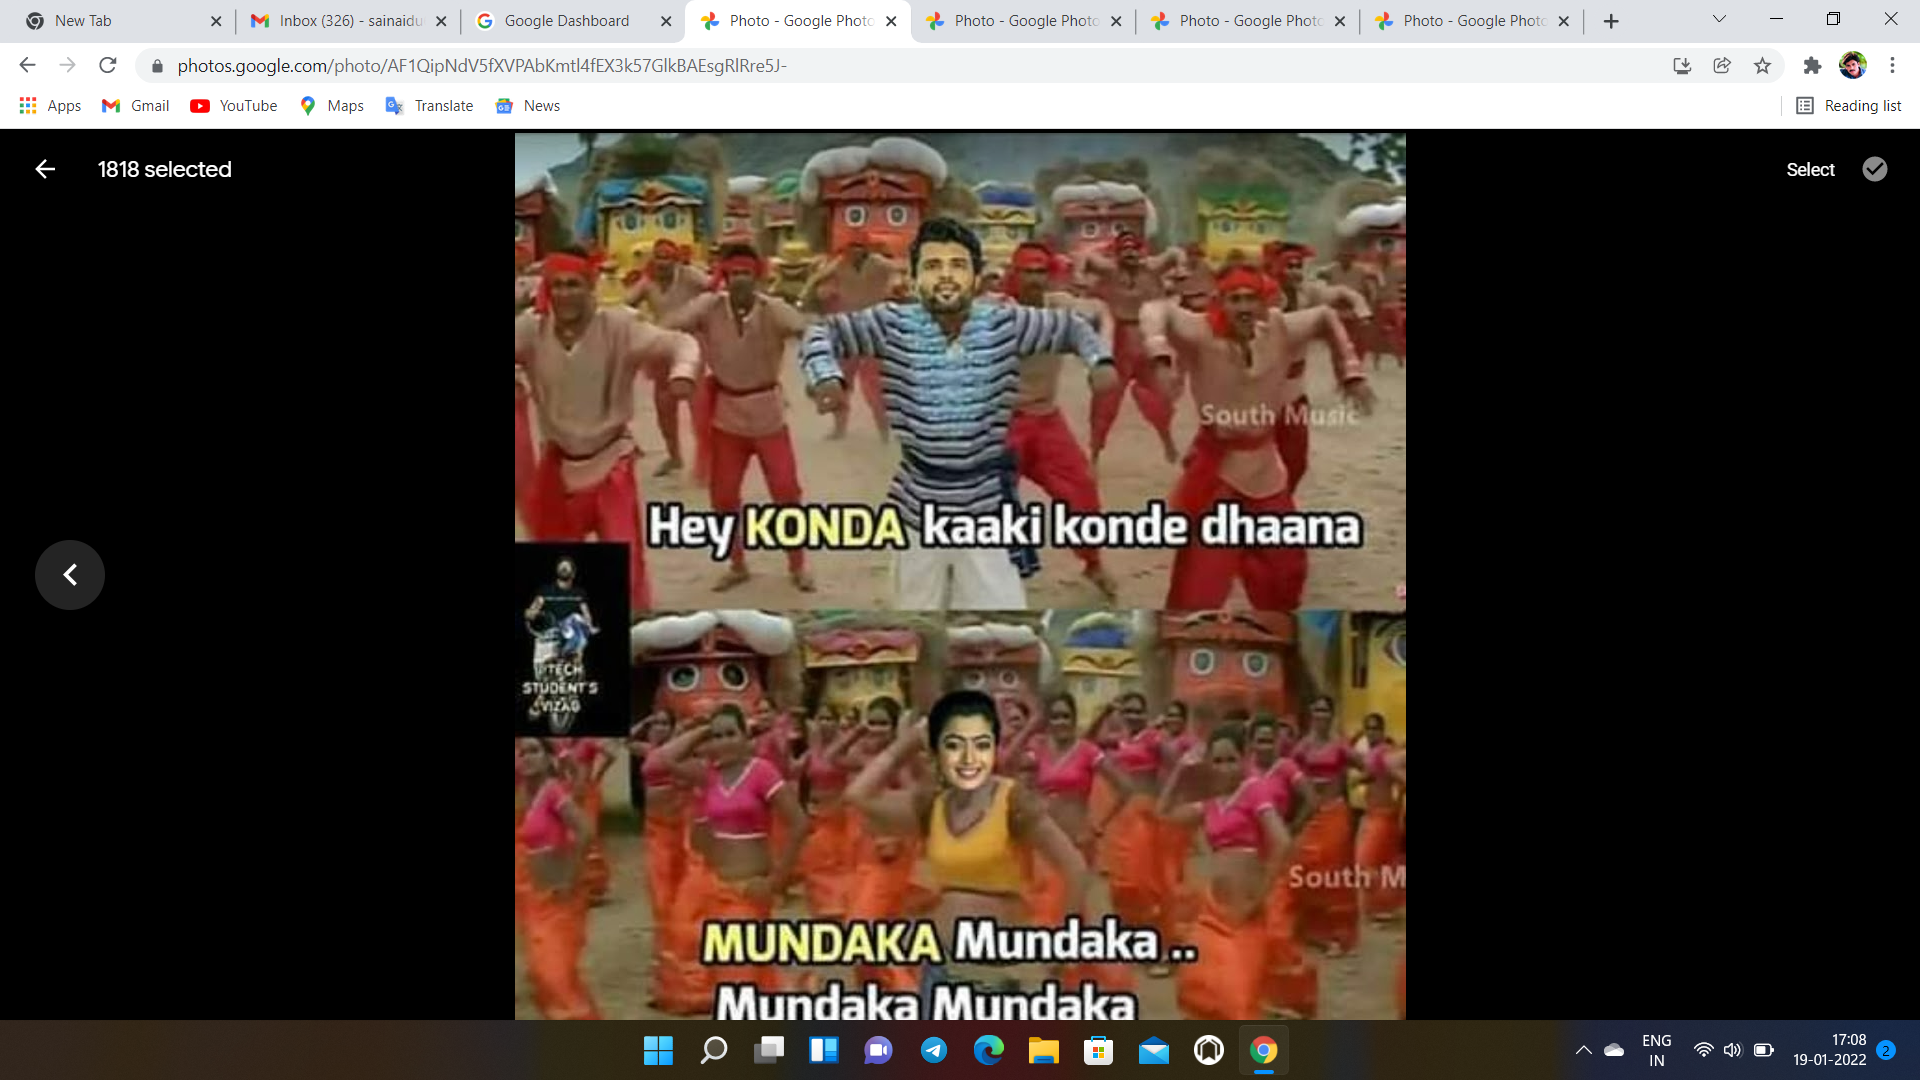 New Tab
Inbox (326) - sainaidu
Google Dashboard
Photo - Google Photo
Photo - Google Photo
Photo - Google Photo
Photo - Google Photo
photos.google.com/photo/AF1QipNdV5fXVPAbKmtl4fEX3k57GlkBAEsgRlRre5J-
Apps
Gmail
YouTube
Maps
Translate
News
Reading list
1818 selected
Select
South Music
Hey KONDA kaaki konde dhaana
STUDENT'S
VIZAG
South M
MUNDAKA Mundaka ..
Mundaka Mundaka
ENG
IN
17:08
19-01-2022
2